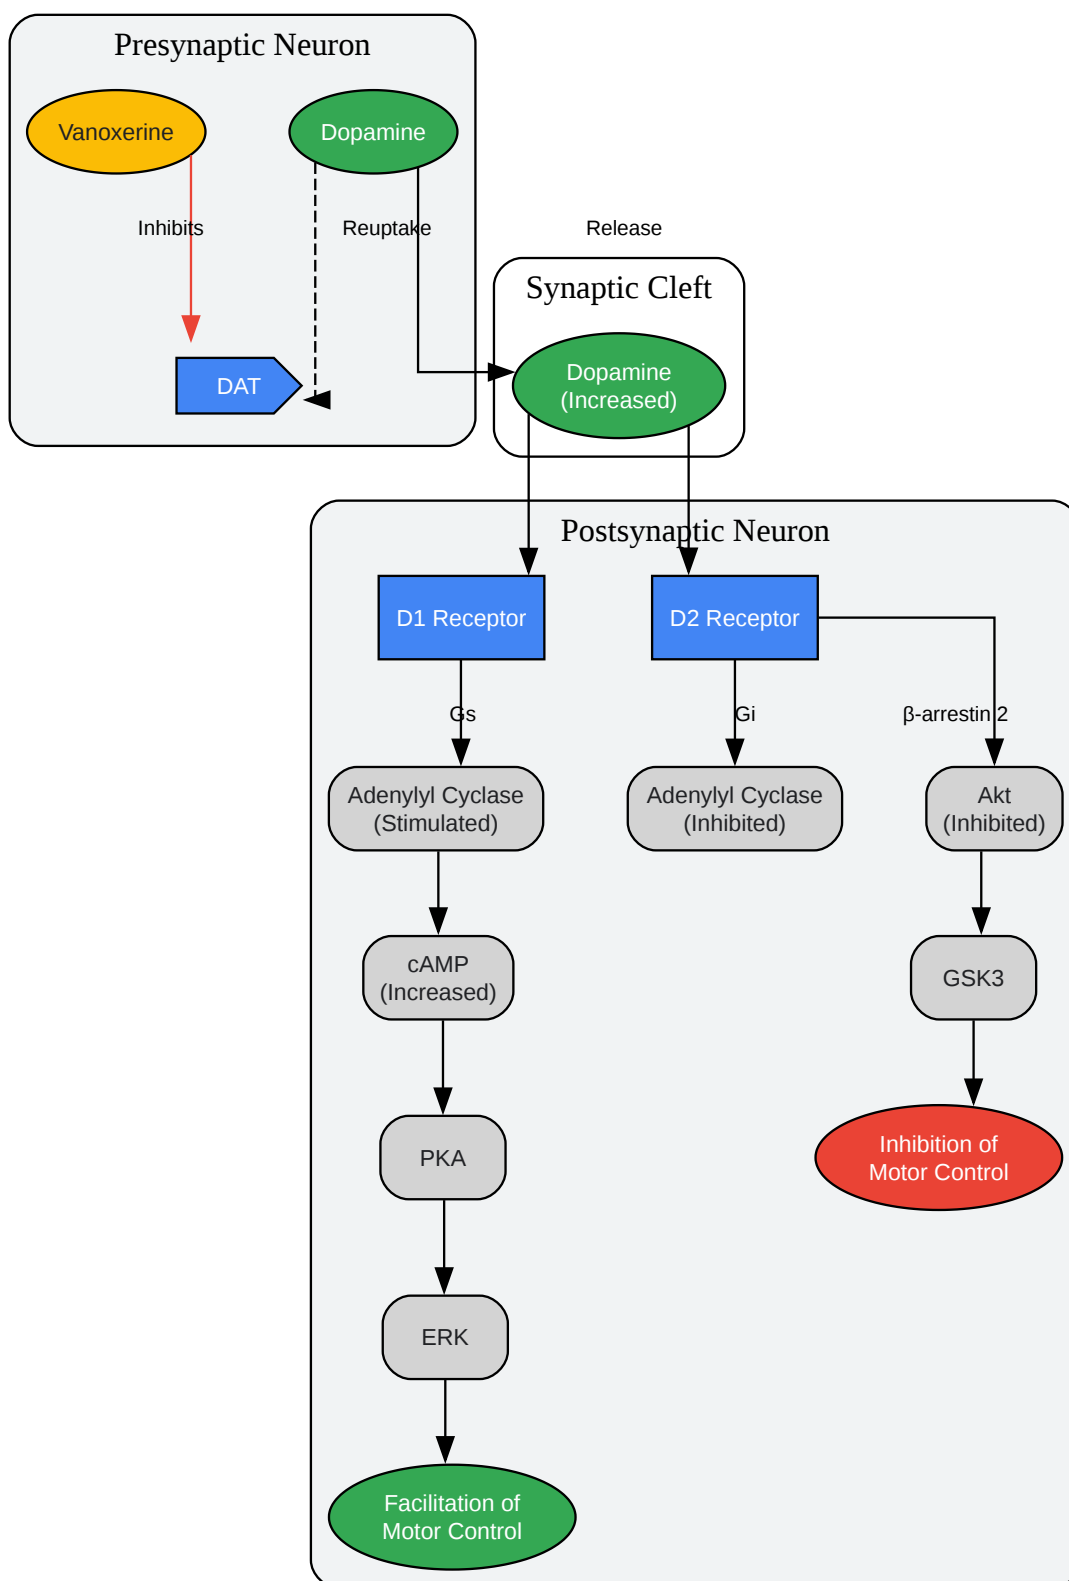 Presynaptic Neuron
Vanoxerine
Dopamine
Inhibits
Reuptake
Release
Synaptic Cleft
DAT
Dopamine
(Increased)
Postsynaptic Neuron
D1 Receptor
D2 Receptor
Gs
Gi
β-arrestin 2
Adenylyl Cyclase
(Stimulated)
Adenylyl Cyclase
(Inhibited)
Akt
(Inhibited)
cAMP
(Increased)
GSK3
PKA
Inhibition of
Motor Control
ERK
Facilitation of
Motor Control